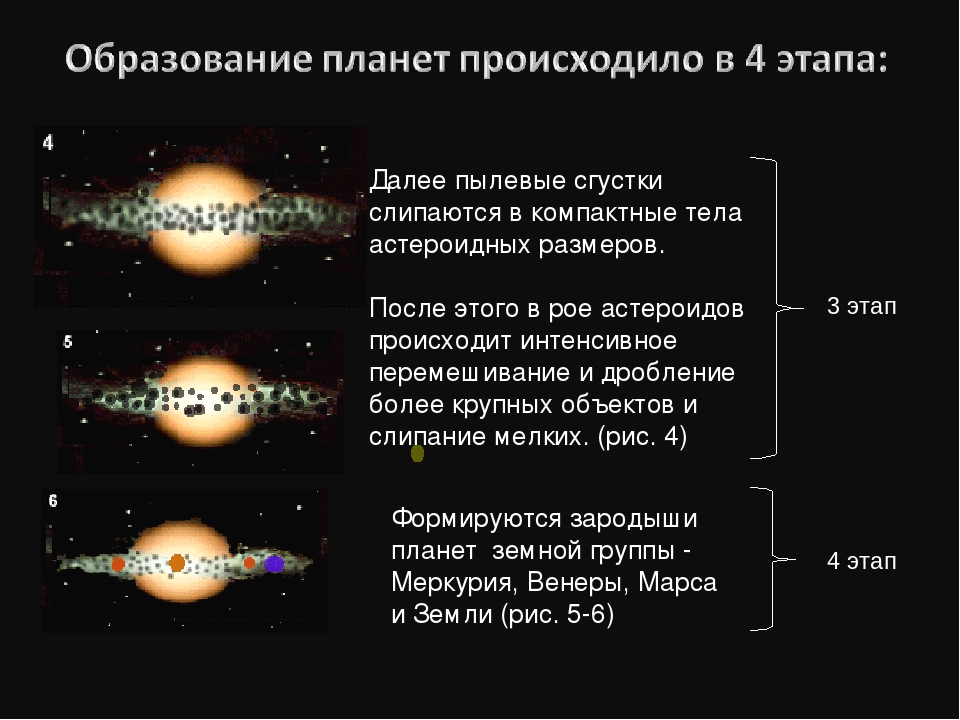 Образование планет происходило в 4 этапа:
4
Далее пылевые сгустки
слипаются в компактные тела
астероидных размеров.
После этого в рое астероидов
происходит интенсивное
перемешивание и дробление
более крупных объектов и
слипание мелких. (рис. 4)
3 этап
5
6
Формируются зародыши
планет земной группы -
Меркурия, Венеры, Марса
и Земли (рис. 5-6)
4 этап